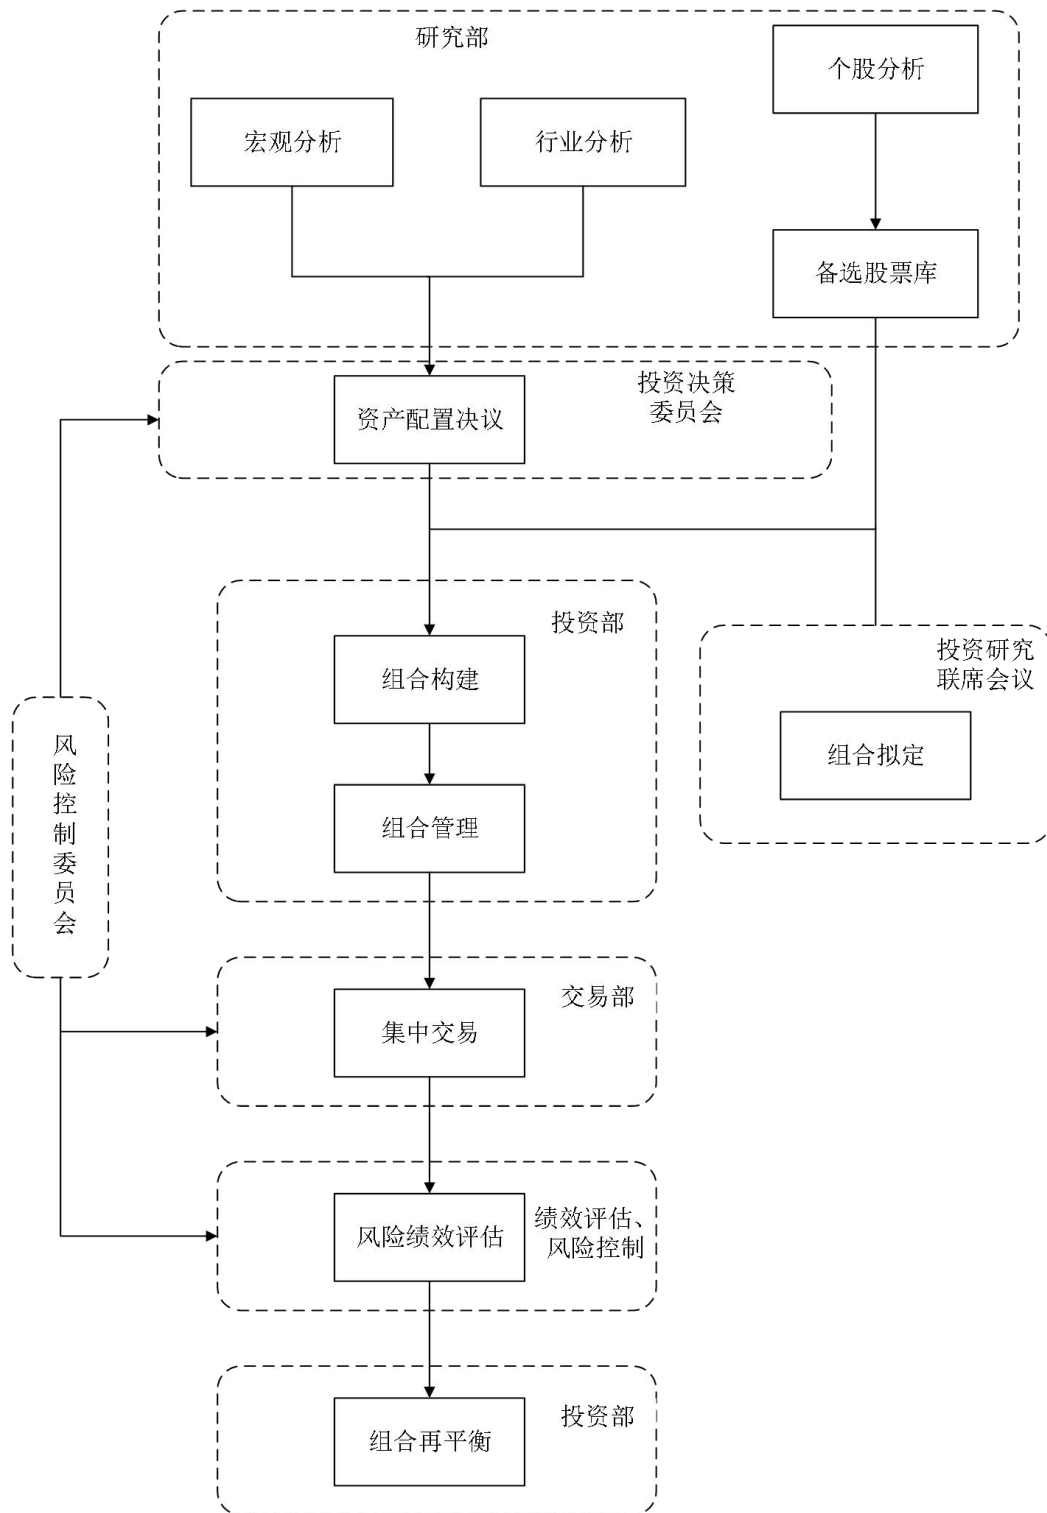 研究部
个股分析
宏观分析
行业分析
备选股票库
投资决策
委员会
资产配置决议
投资部
组合构建
投资研究
联席会议
组合拟定
风险控制委员会
组合管理
交易部
集中交易
绩效评估、
风险控制
风险绩效评估
投资部
组合再平衡